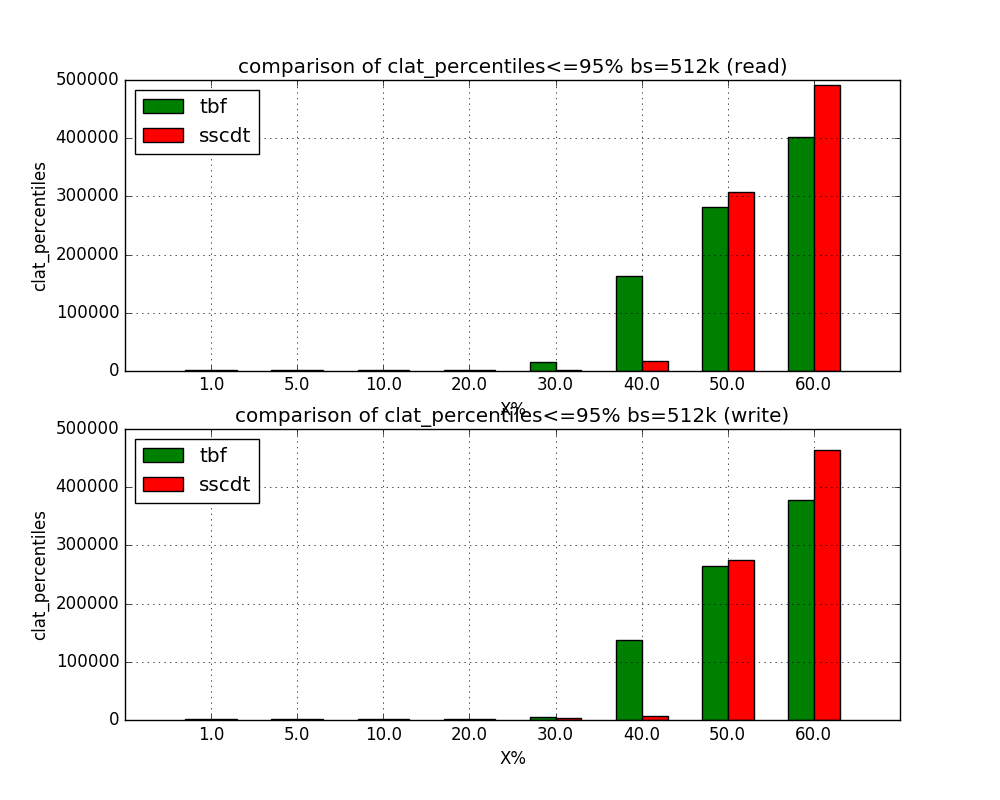 comparison of clat_percentiles<=95% bs=512k (read)
500000
400000
300000
200000
100000
0
clat_percentiles
tbf
sscdt
1.0 5.0 10.0 20.0 30.0 40.0 50.0 60.0
X%
comparison of clat_percentiles<=95% bs=512k (write)
500000
400000
300000
200000
100000
0
clat_percentiles
tbf
sscdt
1.0 5.0 10.0 20.0 30.0 40.0 50.0 60.0
X%